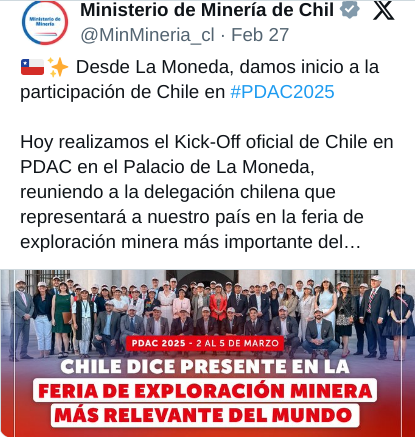 Ministerio de Minería
Ministerio de Minería de Chil
@MinMineria_cl · Feb 27
🇨🇱✨ Desde La Moneda, damos inicio a la
participación de Chile en #PDAC2025
Hoy realizamos el Kick-Off oficial de Chile en
PDAC en el Palacio de La Moneda,
reuniendo a la delegación chilena que
representará a nuestro país en la feria de
exploración minera más importante del…
PDAC 2025 - 2 AL 5 DE MARZO
CHILE DICE PRESENTE EN LA
FERIA DE EXPLORACIÓN MINERA
MÁS RELEVANTE DEL MUNDO